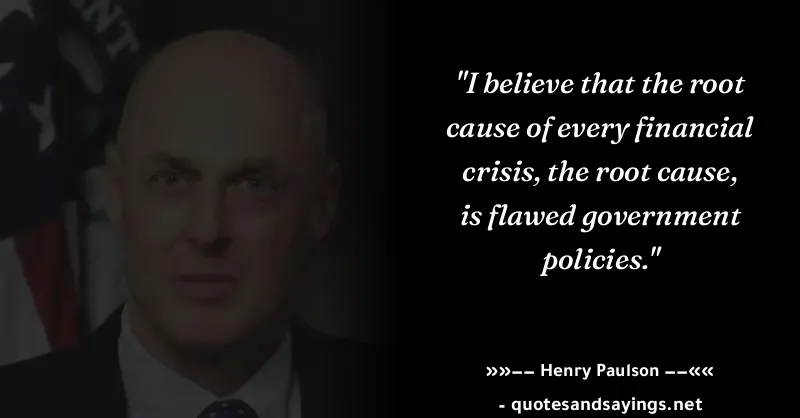 NT
"I believe that the root
cause of every financial
crisis, the root cause,
is flawed government
policies."
»»–– Henry Paulson ––««
- quotesandsayings.net